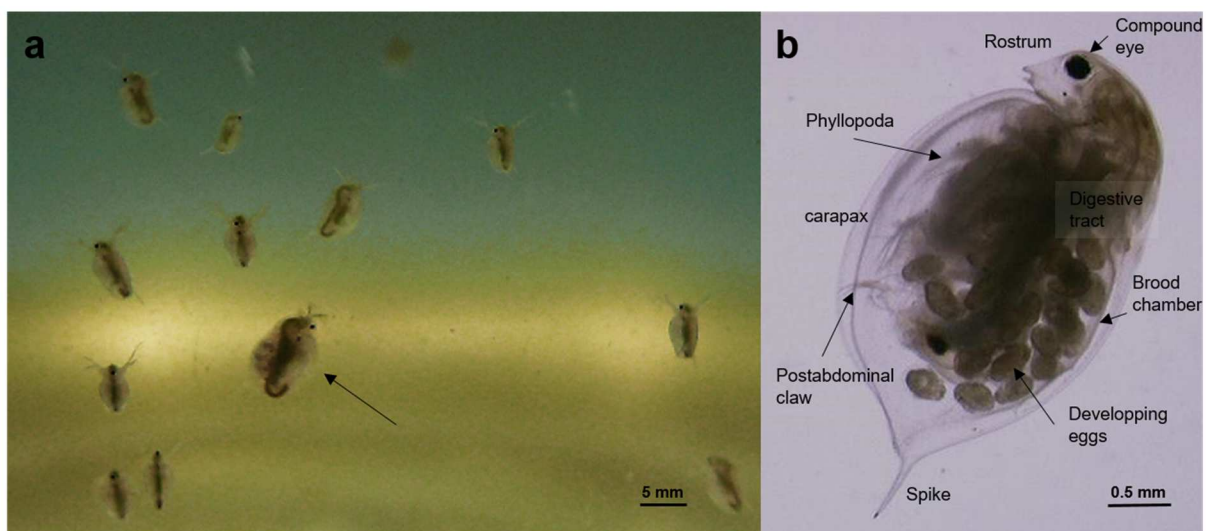 a
5 mm
b
Rostrum
Compound
eye
Phyllopoda
carapax
Digestive
tract
Brood
chamber
Postabdominal
claw
Developping
eggs
Spike
0.5 mm